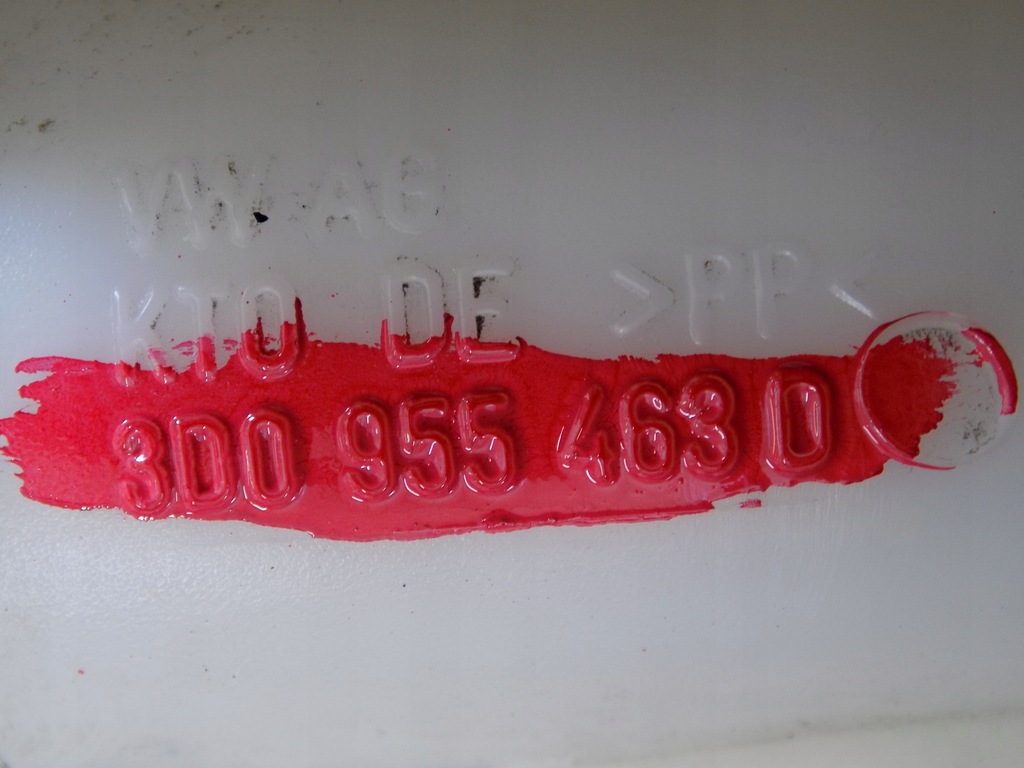 VW AG
KTO DE >PP<
3D0 955 463 D